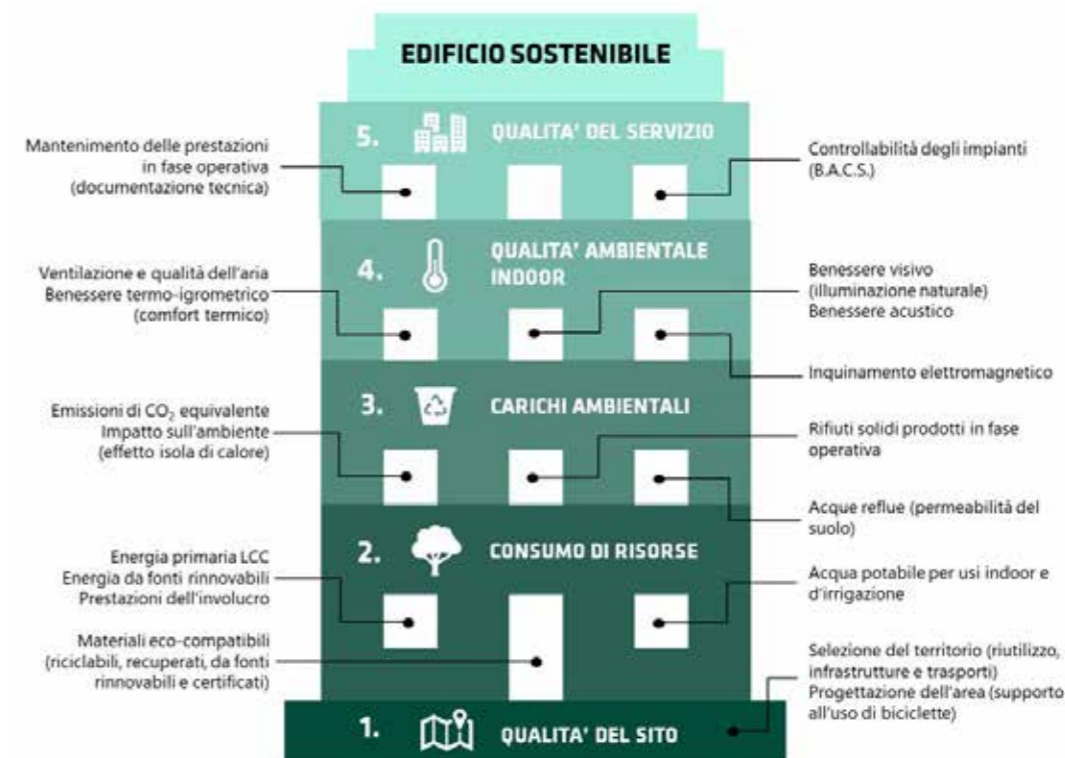 EDIFICIO SOSTENIBILE
5.
QUALITA' DEL SERVIZIO
Mantenimento delle prestazioni
in fase operativa
(documentazione tecnica)
Controllabilità degli impianti
(B.A.C.S.)
4.
QUALITA' AMBIENTALE
INDOOR
Ventilazione e qualità dell'aria
Benessere termo-igrometrico
(comfort termico)
Benessere visivo
(illuminazione naturale)
Benessere acustico
Inquinamento elettromagnetico
3.
CARICHI AMBIENTALI
Emissioni di CO₂ equivalente
Impatto sull'ambiente
(effetto isola di calore)
Rifiuti solidi prodotti in fase
operativa
Acque reflue (permeabilità del
suolo)
2.
CONSUMO DI RISORSE
Energia primaria LCC
Energia da fonti rinnovabili
Prestazioni dell'involucro
Materiali eco-compatibili
(riciclabili, recuperati, da fonti
rinnovabili e certificati)
Acqua potabile per usi indoor e
d'irrigazione
Selezione del territorio (riutilizzo,
infrastrutture e trasporti)
Progettazione dell'area (supporto
all'uso di biciclette)
1.
QUALITA' DEL SITO